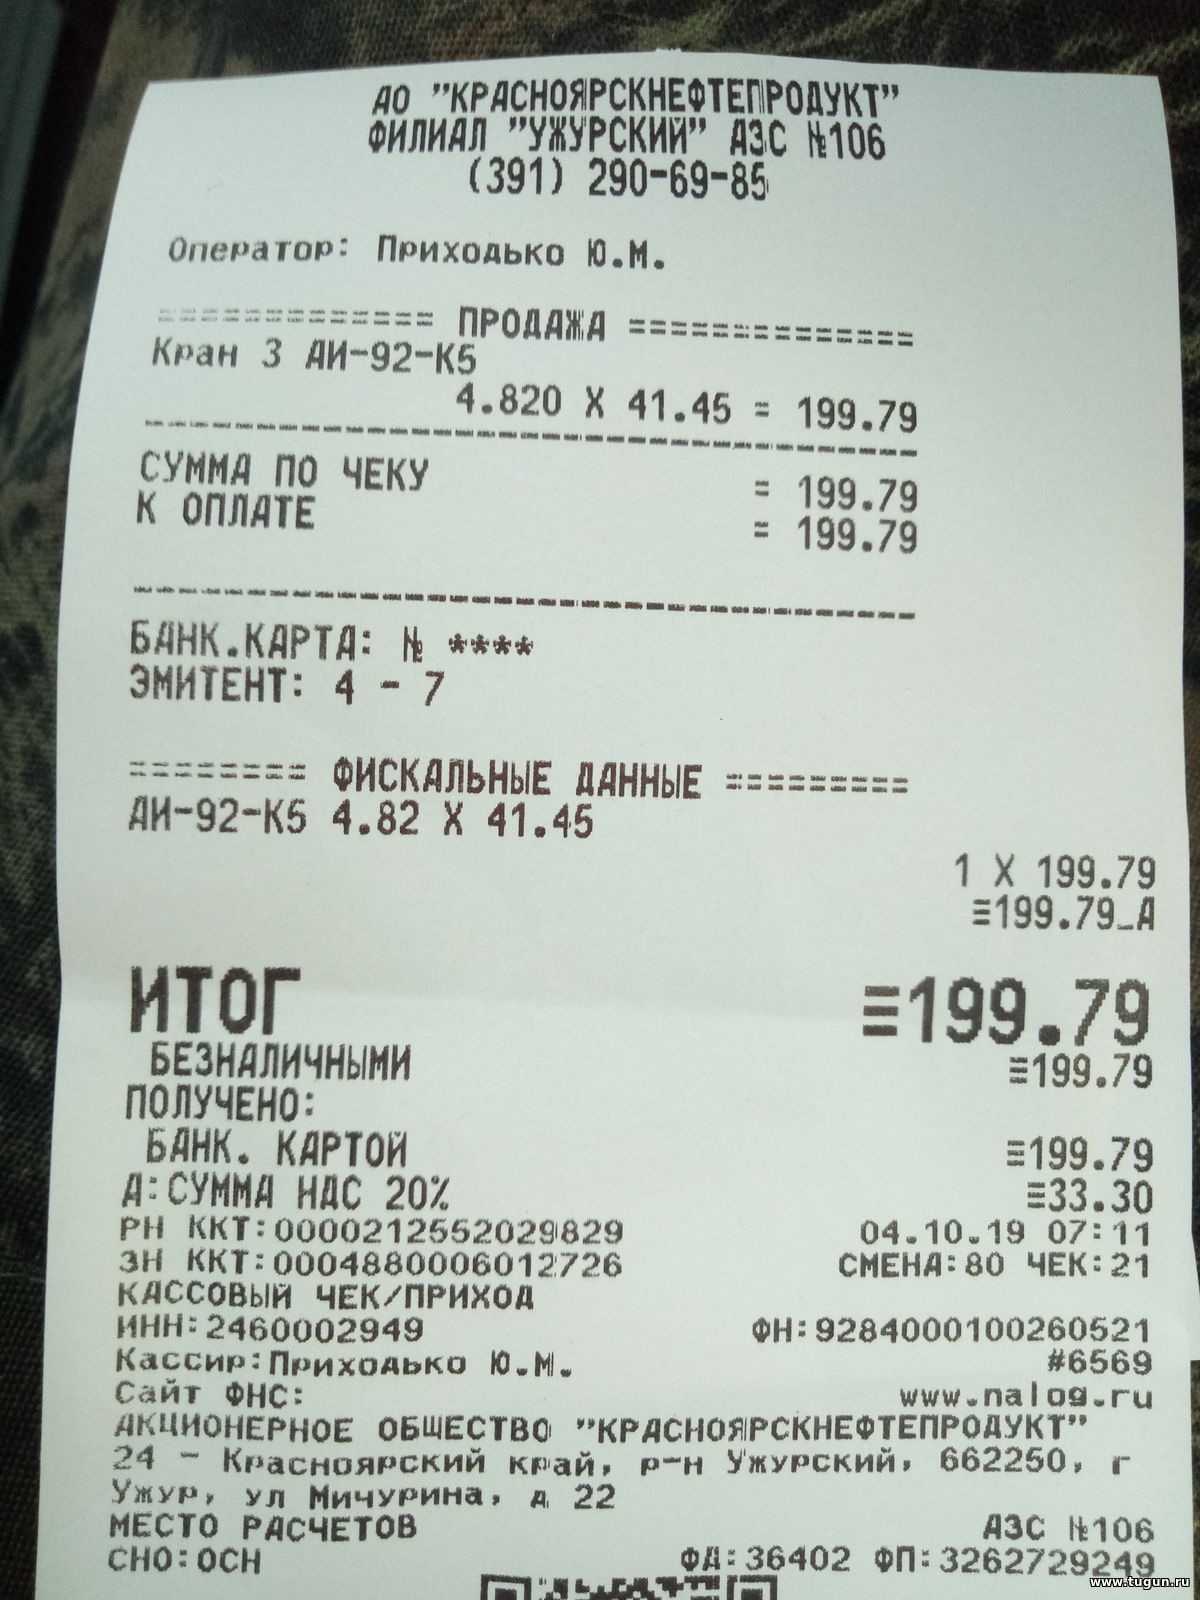 АО "КРАСНОЯРСКНЕФТЕПРОДУКТ"
ФИЛИАЛ "УЖУРСКИЙ" АЗС №106
(391) 290-69-85
Оператор: Приходько Ю.М.
============= ПРОДАЖА =============
Кран 3 АИ-92-К5
4.820 X 41.45 = 199.79
СУММА ПО ЧЕКУ = 199.79
К ОПЛАТЕ = 199.79
БАНК.КАРТА: № ****
ЭМИТЕНТ: 4 - 7
======== ФИСКАЛЬНЫЕ ДАННЫЕ =========
АИ-92-К5 4.82 X 41.45
1 X 199.79
≡199.79_А
ИТОГ ≡199.79
БЕЗНАЛИЧНЫМИ ≡199.79
ПОЛУЧЕНО:
БАНК. КАРТОЙ ≡199.79
А:СУММА НДС 20% ≡33.30
РН ККТ:0000212552029829 04.10.19 07:11
ЗН ККТ:0004880006012726 СМЕНА:80 ЧЕК:21
КАССОВЫЙ ЧЕК/ПРИХОД
ИНН:2460002949 ФН:9284000100260521
Кассир:Приходько Ю.М. #6569
Сайт ФНС: www.nalog.ru
АКЦИОНЕРНОЕ ОБЩЕСТВО "КРАСНОЯРСКНЕФТЕПРОДУКТ"
24 - Красноярский край, р-н Ужурский, 662250, г
Ужур, ул Мичурина, д 22
МЕСТО РАСЧЕТОВ АЗС №106
СНО:ОСН ФД:36402 ФП:3262729249
www.tugun.ru